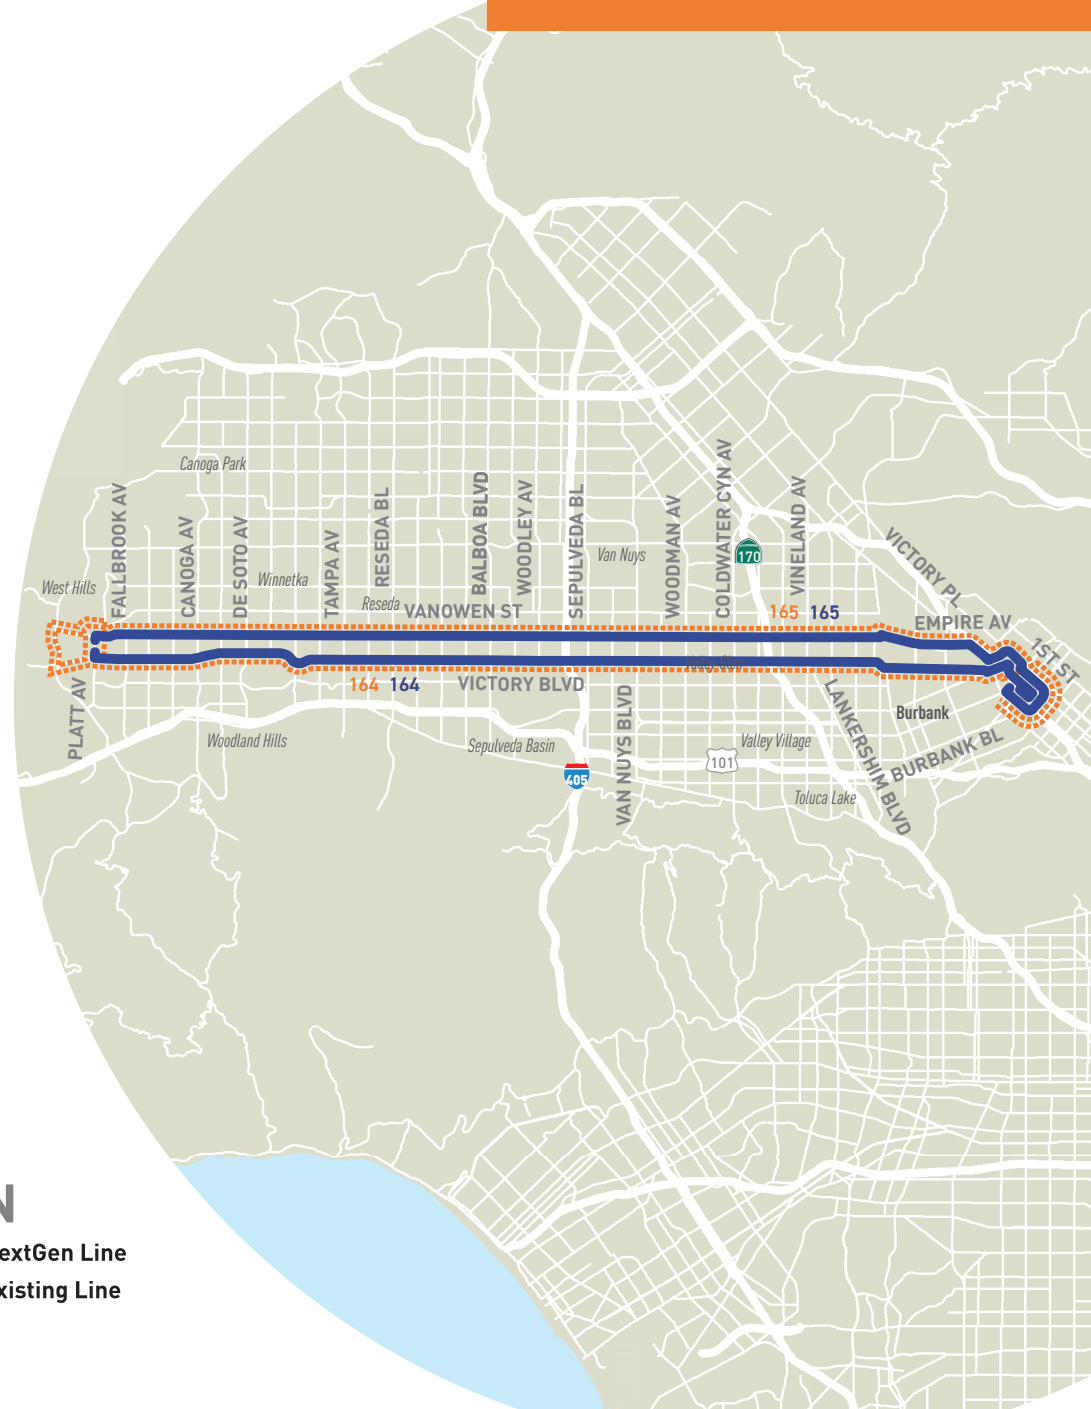 Canoga Park
FALLBROOK AV
CANOGA AV
DE SOTO AV
TAMPA AV
RESEDA BL
BALBOA BLVD
WOODLEY AV
SEPULVEDA BL
Van Nuys
WOODMAN AV
COLDWATER CYN AV
170
VINELAND AV
VICTORY PL
West Hills
Winnetka
Reseda
VANOWEN ST
165 165
EMPIRE AV
1ST ST
Valley Glen
164 164
VICTORY BLVD
PLATT AV
Woodland Hills
Sepulveda Basin
405
VAN NUYS BLVD
101
Valley Village
Toluca Lake
LANKERSHIM BLVD
Burbank
BURBANK BL
N
extGen Line
xisting Line